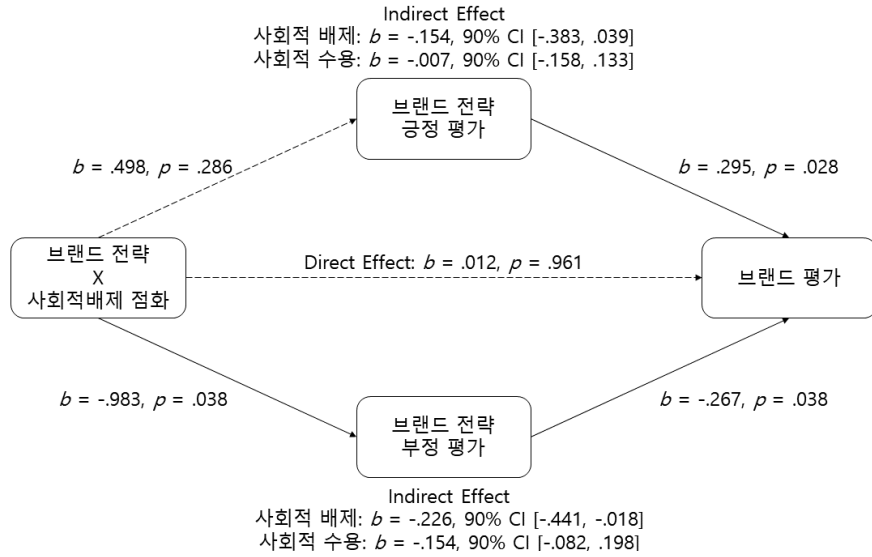 Indirect Effect
사회적 배제: b = -.154, 90% CI [-.383, .039]
사회적 수용: b = -.007, 90% CI [-.158, .133]
브랜드 전략
긍정 평가
b = .498, p = .286
b = .295, p = .028
브랜드 전략
X
사회적배제 점화
Direct Effect: b = .012, p = .961
브랜드 평가
b = -.983, p = .038
b = -.267, p = .038
브랜드 전략
부정 평가
Indirect Effect
사회적 배제: b = -.226, 90% CI [-.441, -.018]
사회적 수용: b = -.154, 90% CI [-.082, .198]